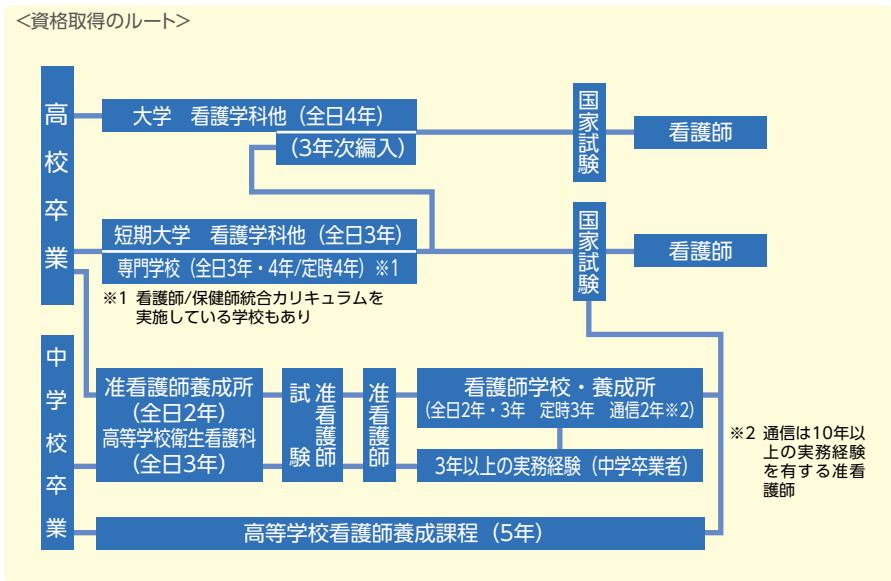 <資格取得のルート>
高校卒業
大学　看護学科他（全日4年）
（3年次編入）
国家試験
看護師
短期大学　看護学科他（全日3年）
専門学校（全日3年・4年/定時4年）※1
※1 看護師/保健師統合カリキュラムを
実施している学校もあり
国家試験
看護師
中学校卒業
准看護師養成所
（全日2年）
高等学校衛生看護科
（全日3年）
准看護師
試験
准看護師
看護師学校・養成所
（全日2年・3年　定時3年　通信2年※2）
3年以上の実務経験（中学卒業者）
※2 通信は10年以
上の実務経験
を有する准看
護師
高等学校看護師養成課程（5年）